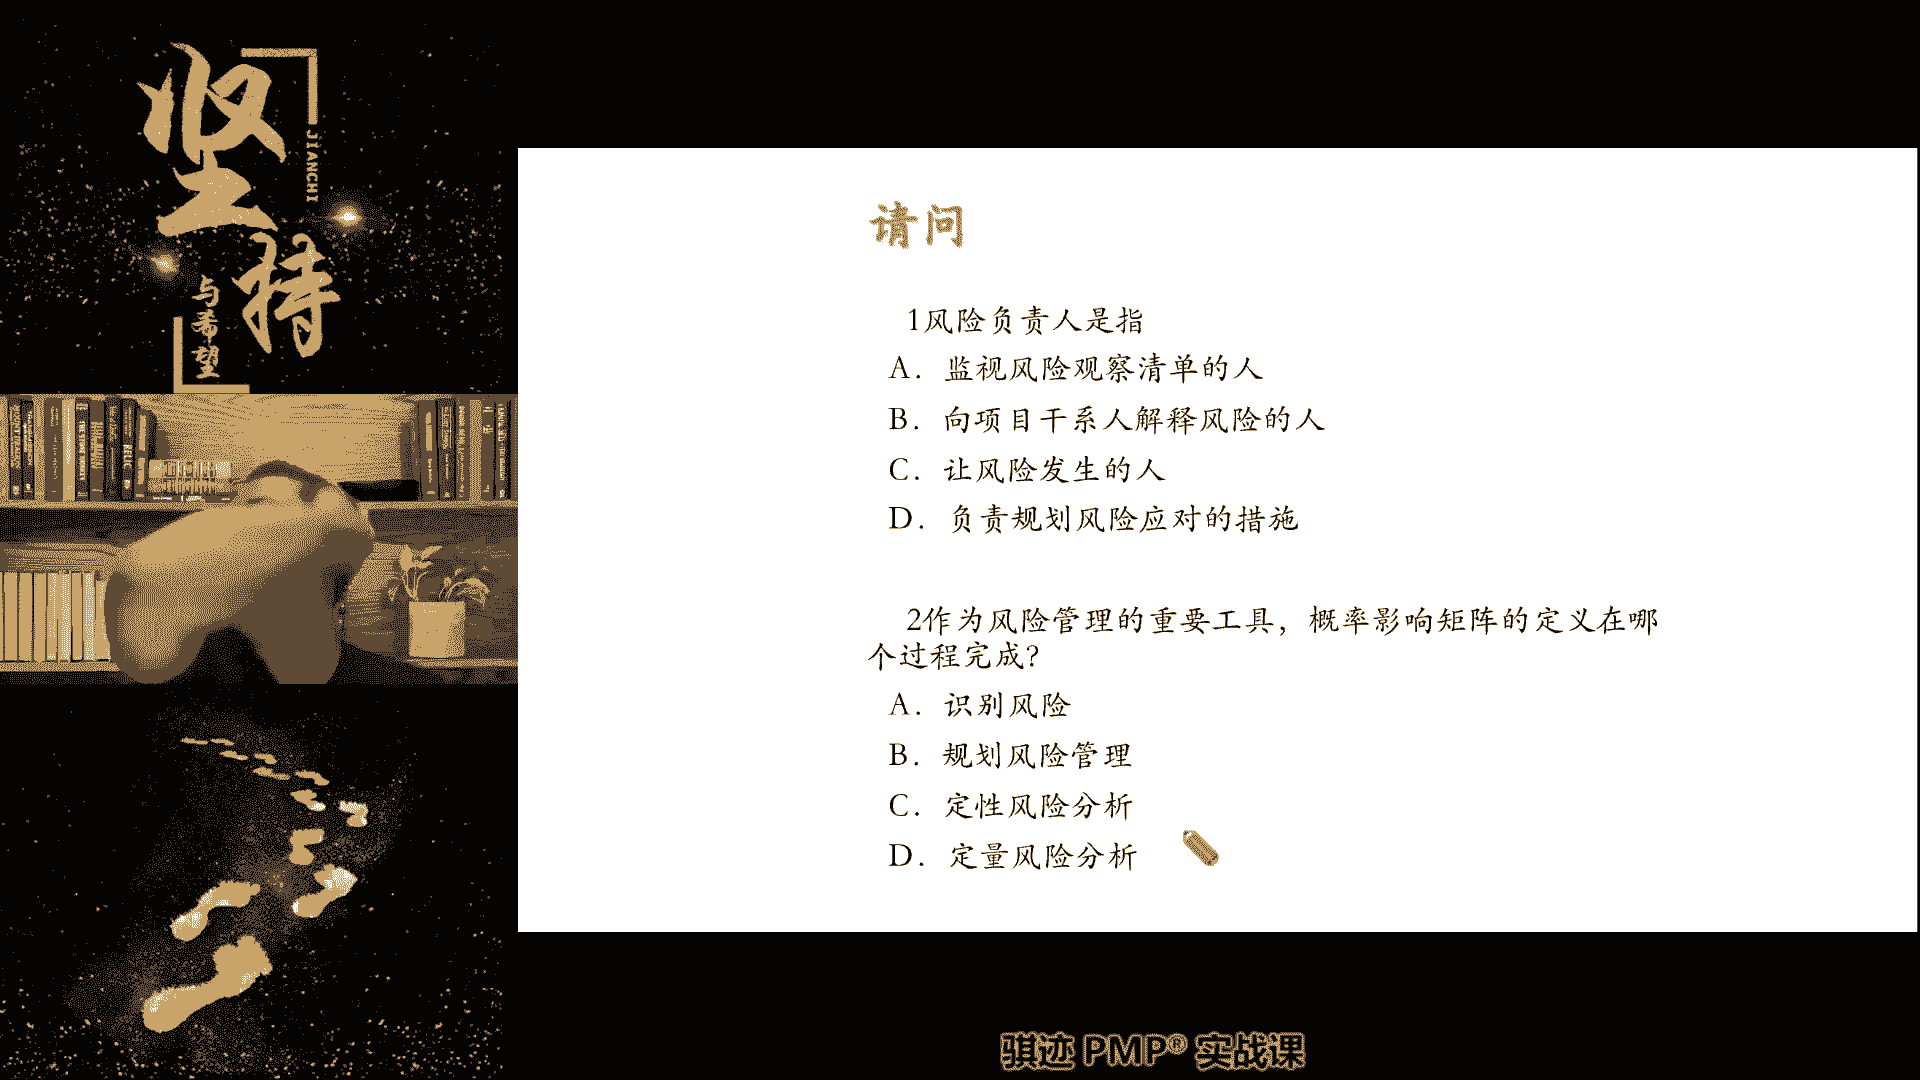 坚持
JIANCHI
与希望
请问
1风险负责人是指
A. 监视风险观察清单的人
B. 向项目干系人解释风险的人
C. 让风险发生的人
D. 负责规划风险应对的措施
2作为风险管理的重要工具，概率影响矩阵的定义在哪
个过程完成?
A. 识别风险
B. 规划风险管理
C. 定性风险分析
D. 定量风险分析
骐迹 PMP® 实战课